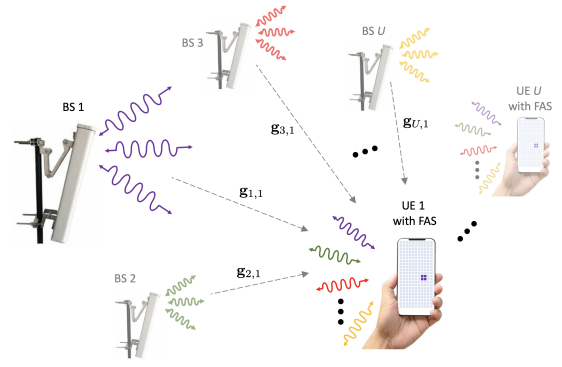 BS 3
BS U
BS 1
UE U
with FAS
g3,1
gU,1
UE 1
with FAS
g1,1
g2,1
BS 2